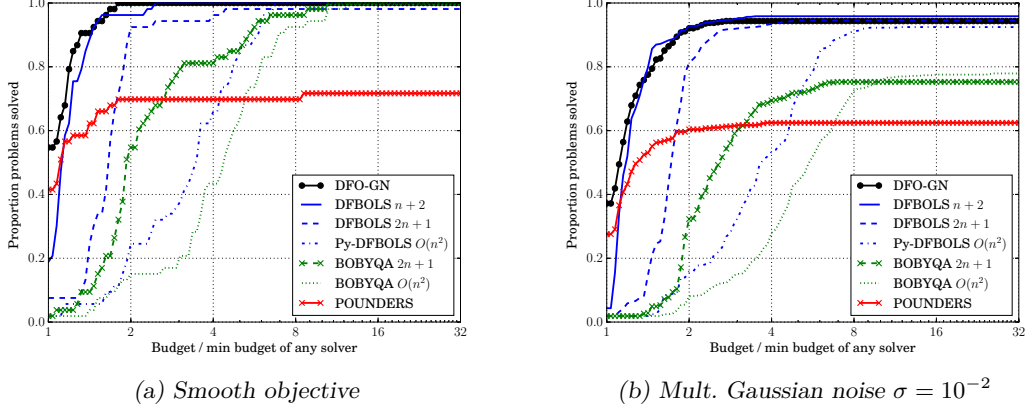 Proportion problems solved
1.0
0.8
0.6
0.4
0.2
0.0
1
2
4
8
16
32
Budget / min budget of any solver
DFO-GN
DFBOLS n + 2
DFBOLS 2n + 1
Py-DFBOLS O(n²)
BOBYQA 2n + 1
BOBYQA O(n²)
POUNDERS
(a) Smooth objective
Proportion problems solved
1.0
0.8
0.6
0.4
0.2
0.0
1
2
4
8
16
32
Budget / min budget of any solver
DFO-GN
DFBOLS n + 2
DFBOLS 2n + 1
Py-DFBOLS O(n²)
BOBYQA 2n + 1
BOBYQA O(n²)
POUNDERS
(b) Mult. Gaussian noise σ = 10⁻²